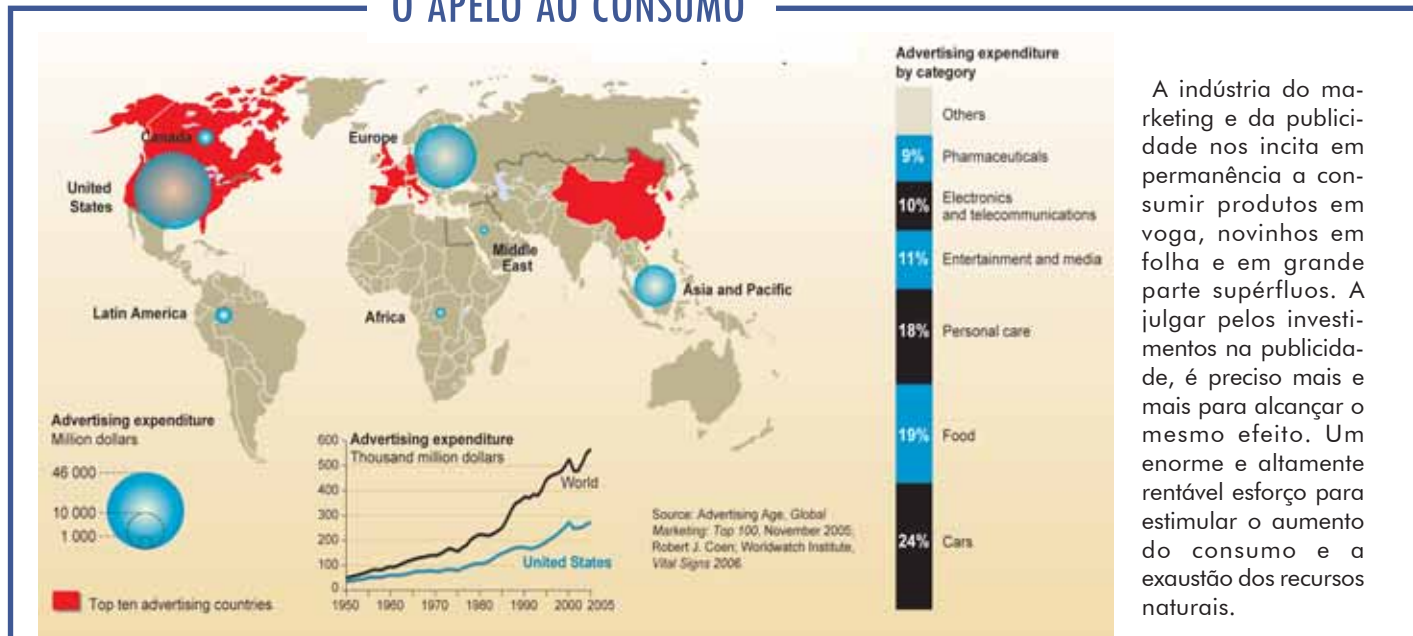 O APELO AO CONSUMO
Canada
United
States
Latin America
Europe
Middle
East
Africa
Asia and Pacific
Advertising expenditure
Million dollars
46 000
10 000
1 000
Top ten advertising countries
Advertising expenditure
Thousand million dollars
600
500
400
300
200
100
0
World
United States
1950 1960 1970 1980 1990 2000 2005
Source: Advertising Age, Global
Marketing: Top 100, November 2005;
Robert J. Coen; Worldwatch Institute,
Vital Signs 2006.
Advertising expenditure
by category
Others
9% Pharmaceuticals
10% Electronics
and telecommunications
11% Entertainment and media
18% Personal care
19% Food
24% Cars
A indústria do ma-
rketing e da publici-
dade nos incita em
permanência a con-
sumir produtos em
voga, novinhos em
folha e em grande
parte supérfluos. A
julgar pelos investi-
mentos na publicida-
de, é preciso mais e
mais para alcançar o
mesmo efeito. Um
enorme e altamente
rentável esforço para
estimular o aumento
do consumo e a
exaustão dos recursos
naturais.